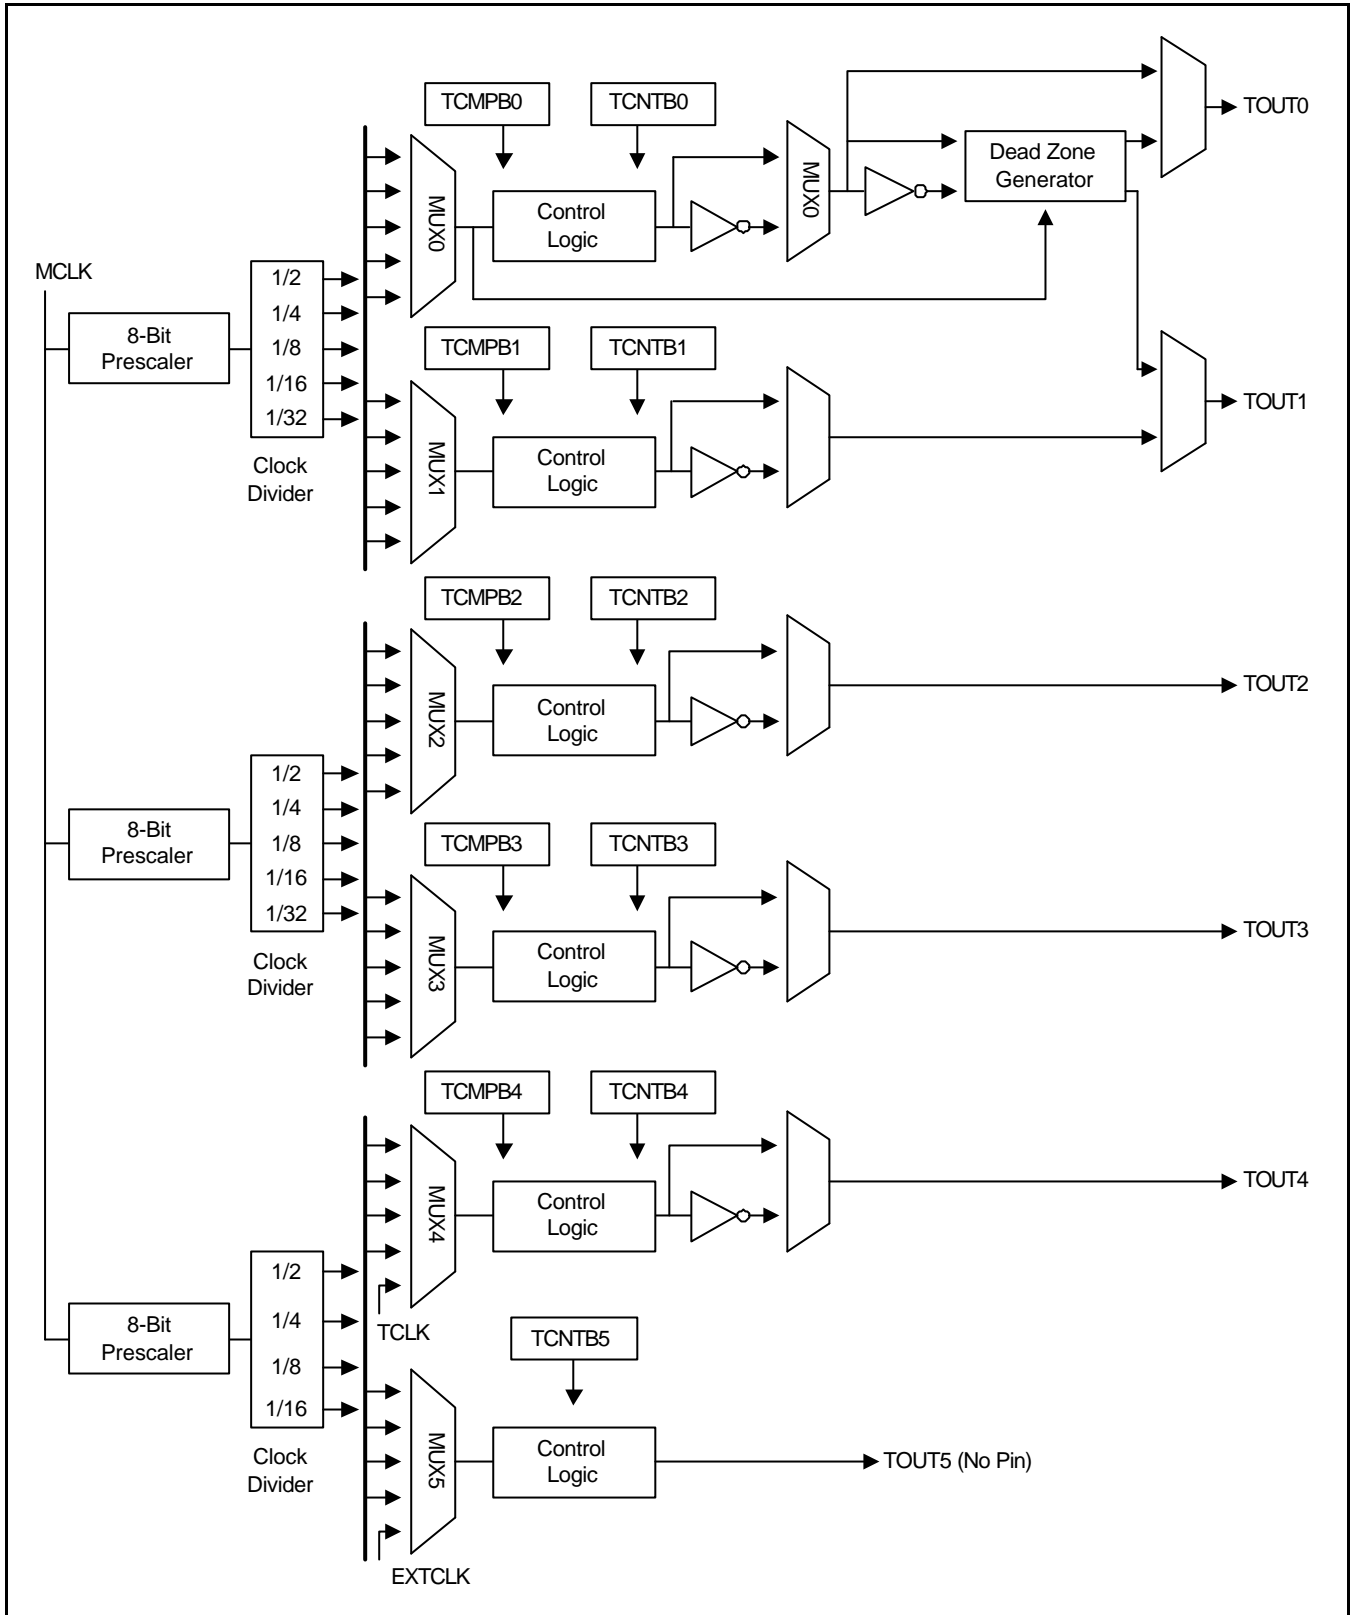 TCMPB0
TCNTB0
TOUT0
Dead Zone
Generator
MUX0
Control
Logic
MUX0
MCLK
1/2
1/4
1/8
1/16
1/32
8-Bit
Prescaler
Clock
Divider
TCMPB1
TCNTB1
TOUT1
MUX1
Control
Logic
TCMPB2
TCNTB2
MUX2
Control
Logic
TOUT2
1/2
1/4
1/8
1/16
1/32
8-Bit
Prescaler
Clock
Divider
TCMPB3
TCNTB3
MUX3
Control
Logic
TOUT3
TCMPB4
TCNTB4
MUX4
Control
Logic
TOUT4
TCLK
1/2
1/4
1/8
1/16
8-Bit
Prescaler
Clock
Divider
TCNTB5
MUX5
Control
Logic
TOUT5 (No Pin)
EXTCLK